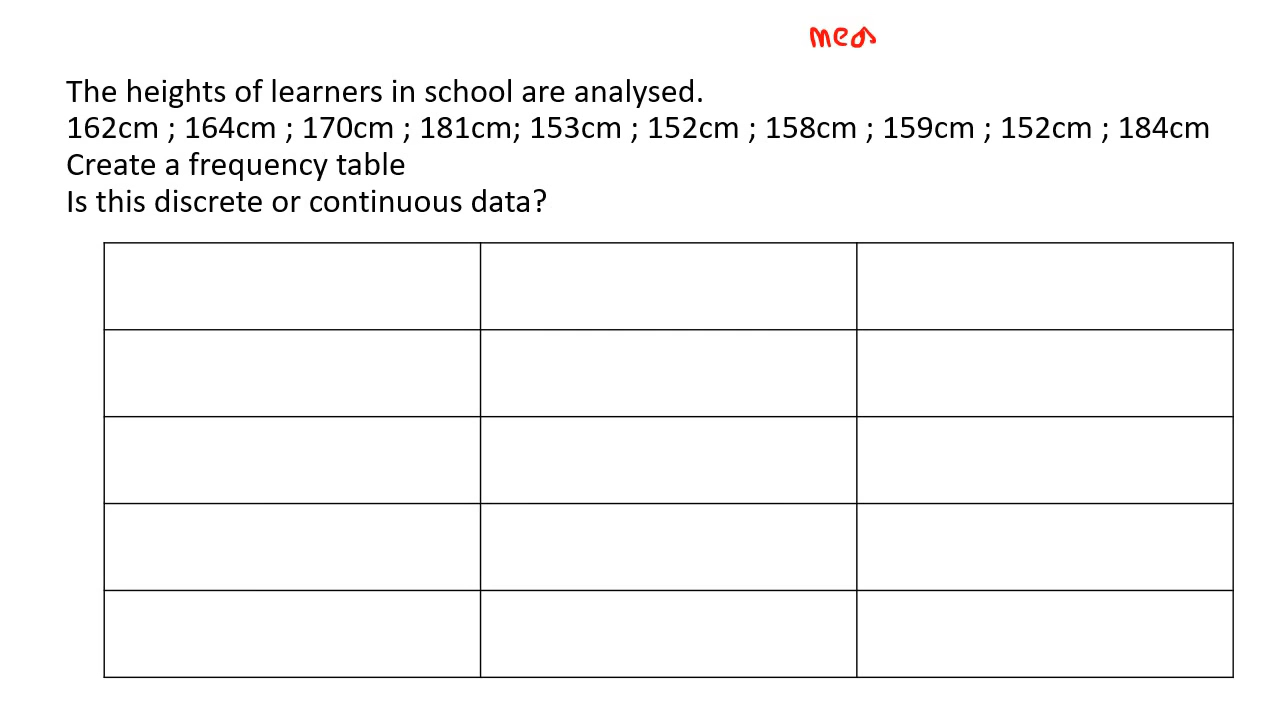 meas
The heights of learners in school are analysed.
162cm ; 164cm ; 170cm ; 181cm; 153cm ; 152cm ; 158cm ; 159cm ; 152cm ; 184cm
Create a frequency table
Is this discrete or continuous data?